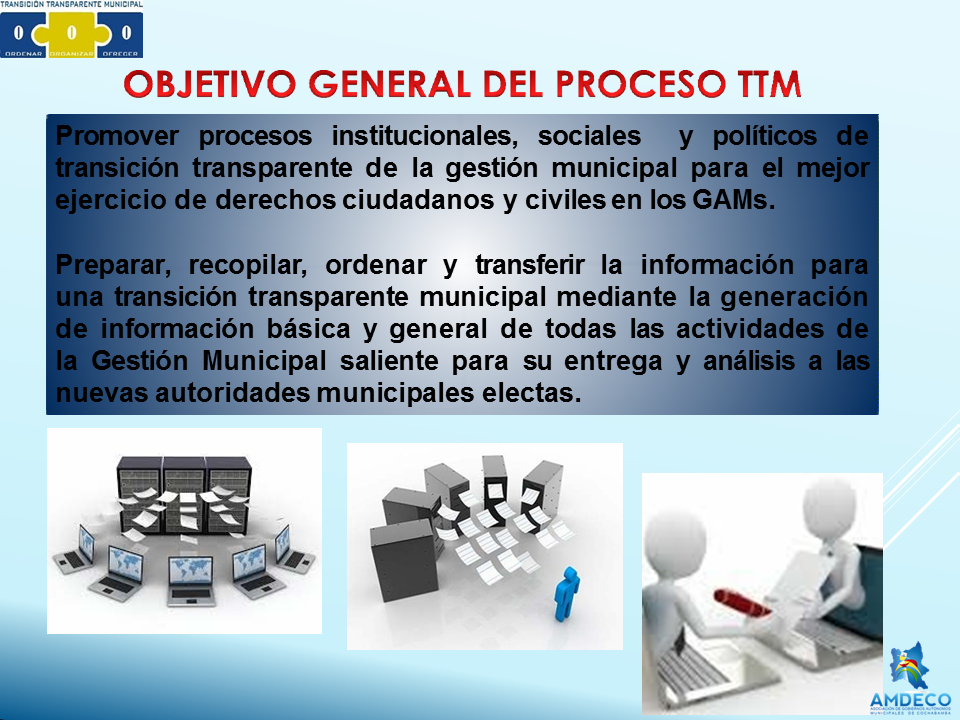 TRANSICIÓN TRANSPARENTE MUNICIPAL
0 0 0
ORDENAR ORGANIZAR OFRECER
OBJETIVO GENERAL DEL PROCESO TTM
Promover procesos institucionales, sociales y políticos de
transición transparente de la gestión municipal para el mejor
ejercicio de derechos ciudadanos y civiles en los GAMs.
Preparar, recopilar, ordenar y transferir la información para
una transición transparente municipal mediante la generación
de información básica y general de todas las actividades de
la Gestión Municipal saliente para su entrega y análisis a las
nuevas autoridades municipales electas.
AMDECO
ASOCIACIÓN DE GOBIERNOS AUTÓNOMOS
MUNICIPALES DE COCHABAMBA